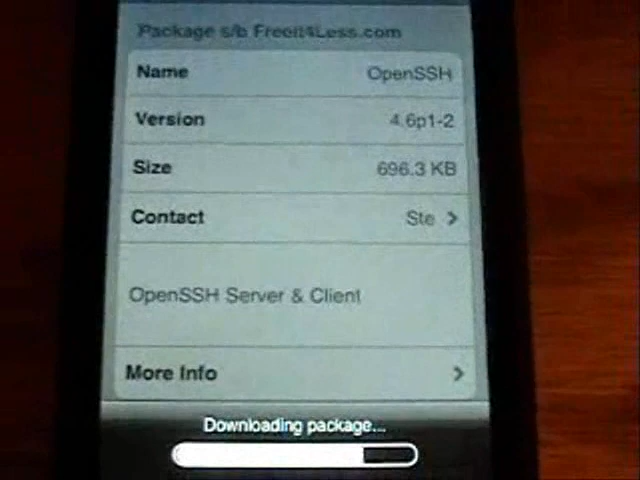 Package s/b FreeIt4Less.com
Name OpenSSH
Version 4.6p1-2
Size 696.3 KB
Contact Ste
OpenSSH Server & Client
More Info
Downloading package...